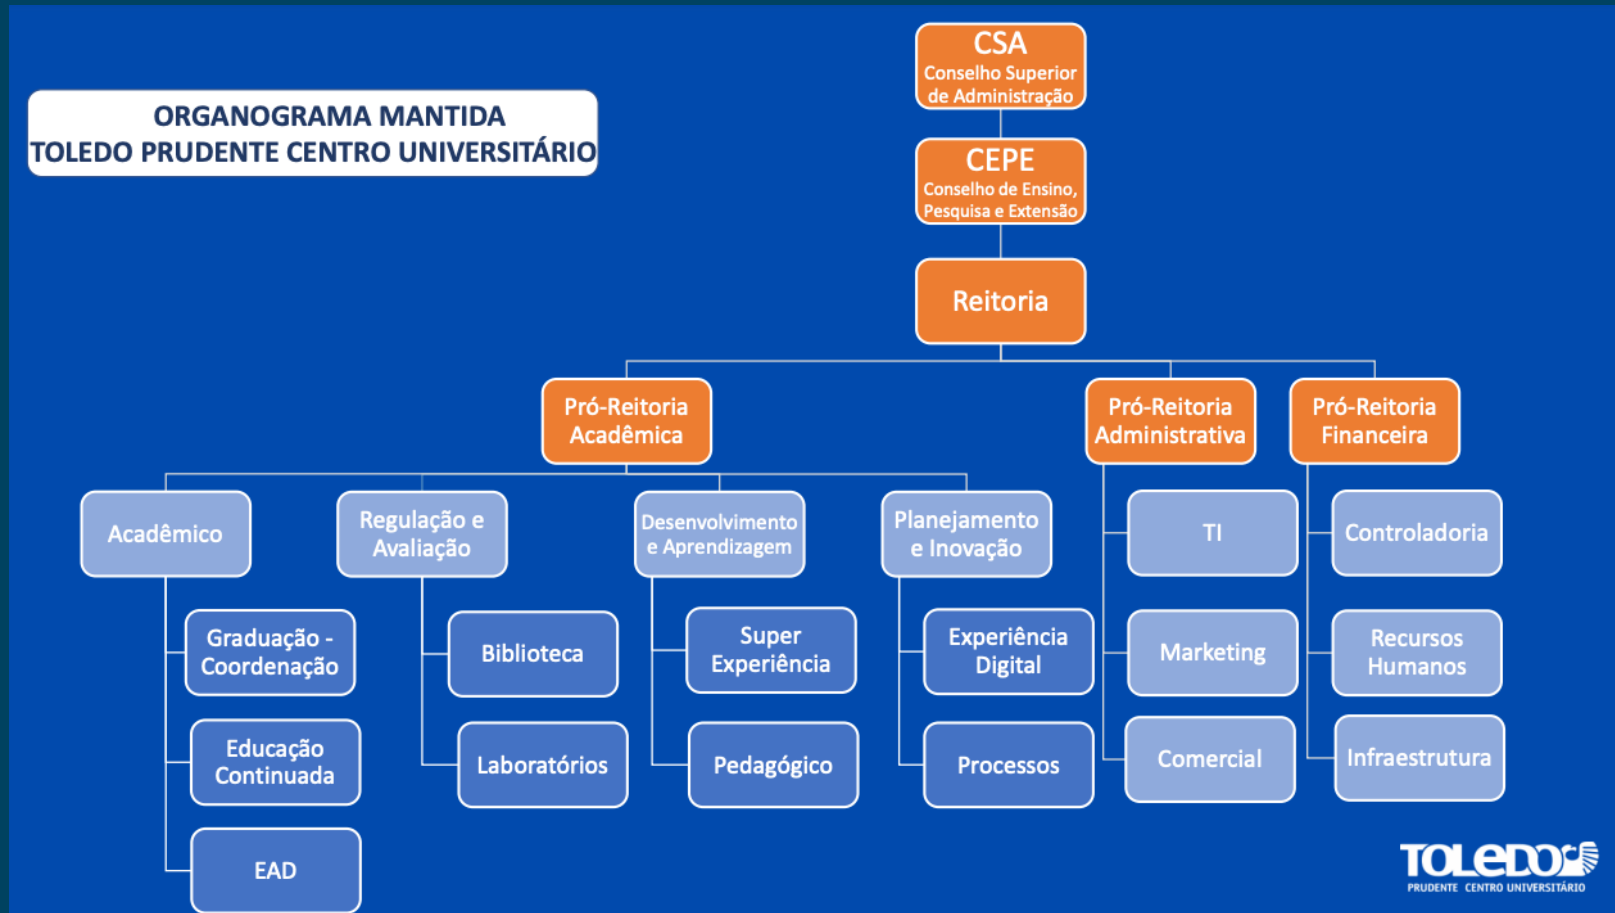 ORGANOGRAMA MANTIDA
TOLEDO PRUDENTE CENTRO UNIVERSITÁRIO
CSA
Conselho Superior
de Administração
CEPE
Conselho de Ensino,
Pesquisa e Extensão
Reitoria
Pró-Reitoria
Acadêmica
Pró-Reitoria
Administrativa
Pró-Reitoria
Financeira
Acadêmico
Regulação e
Avaliação
Desenvolvimento
e Aprendizagem
Planejamento
e Inovação
TI
Controladoria
Graduação -
Coordenação
Biblioteca
Super
Experiência
Experiência
Digital
Marketing
Recursos
Humanos
Educação
Continuada
Laboratórios
Pedagógico
Processos
Comercial
Infraestrutura
EAD
TOLEDO
PRUDENTE CENTRO UNIVERSITÁRIO